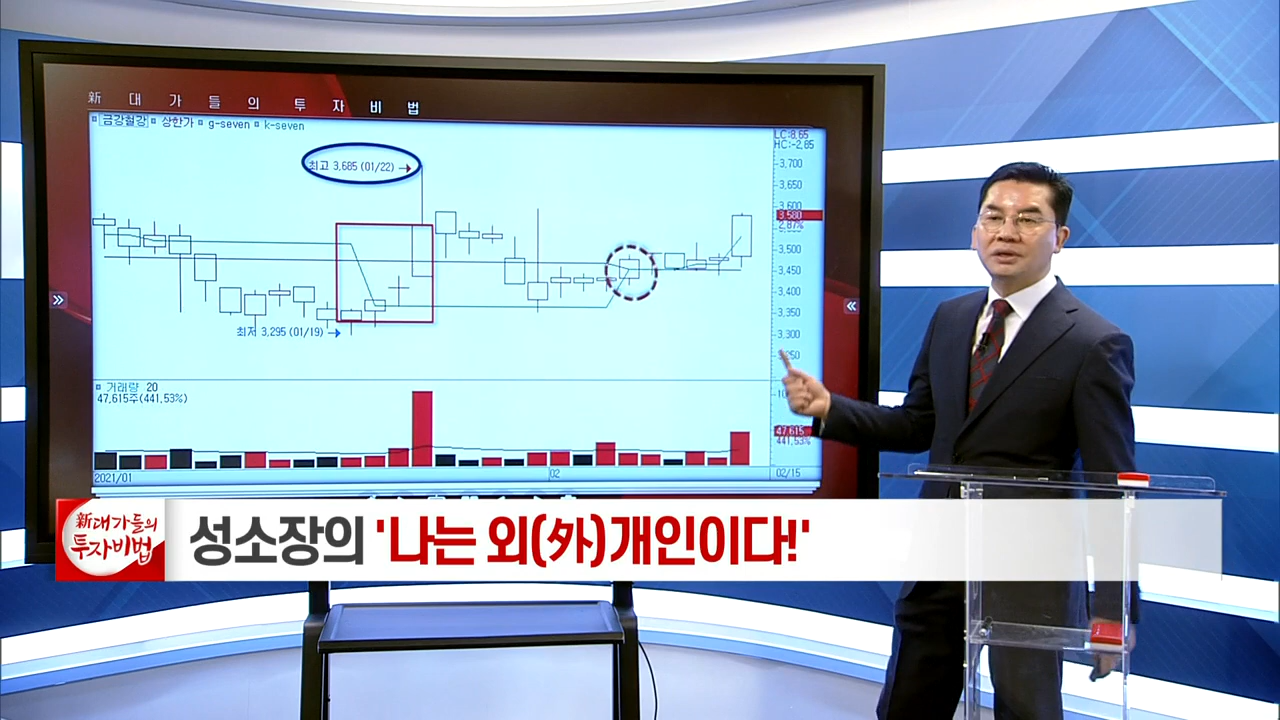 新 대가들의 투자비법
금강철강 상한가 g-seven k-seven
LC:8,65
HC:-2,85
최고 3,685 (01/22)
3,700
3,650
3,600
3,580
2,87%
3,500
3,450
3,400
3,350
3,300
최저 3,295 (01/19)
거래량 20
47,615주(441,53%)
47,615
441,53%
2021/01
02
02/15
新대가들의
투자비법
성소장의 '나는 외(外)개인이다!'